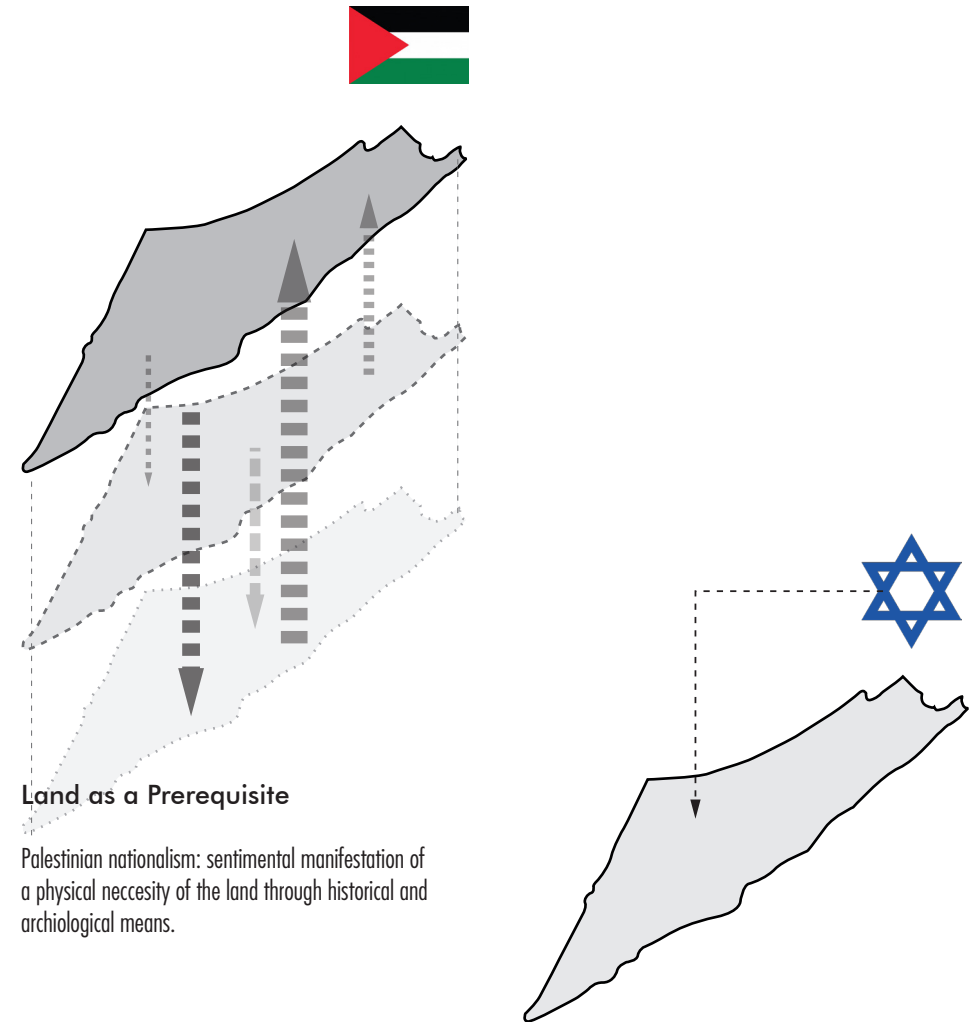 Land as a Prerequisite
Palestinian nationalism: sentimental manifestation of
a physical neccesity of the land through historical and
archiological means.